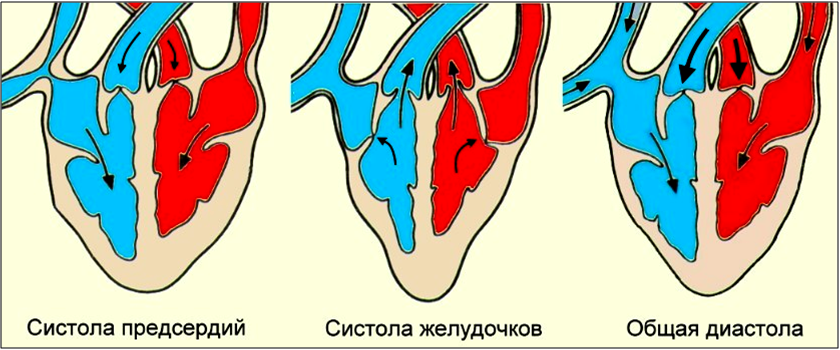 Систола предсердий
Систола желудочков
Общая диастола